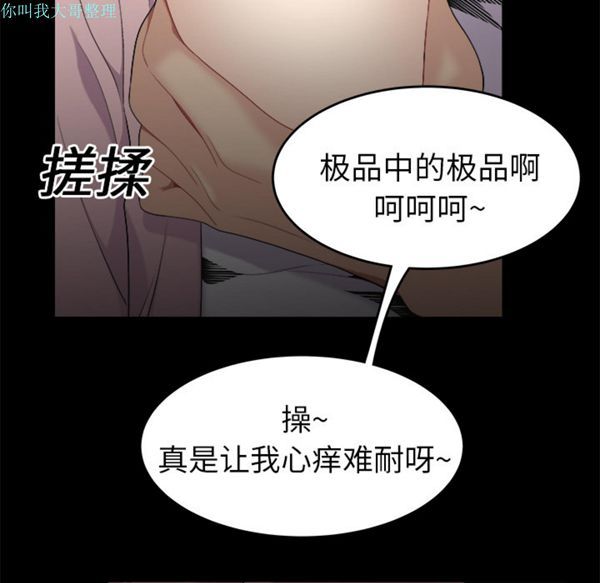 你叫我大哥整理
搓揉
极品中的极品啊
呵呵呵~
操~
真是让我心痒难耐呀~